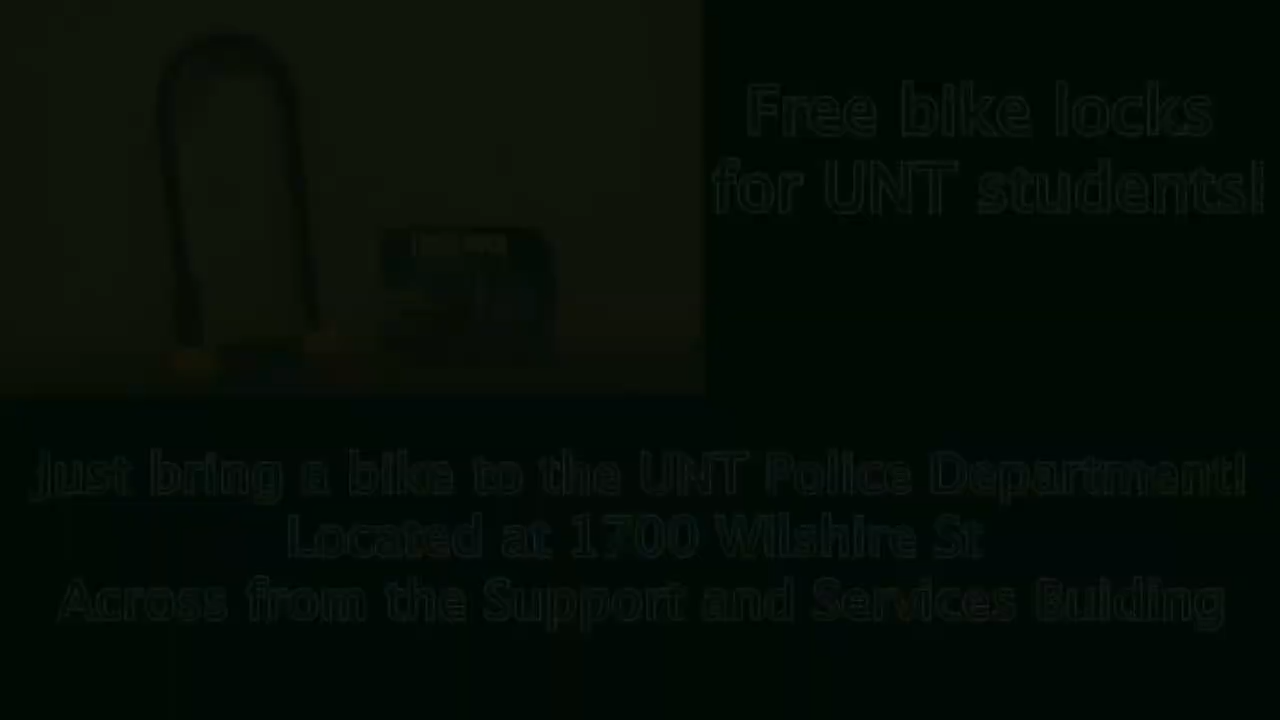 Free bike locks
for UNT students!
Just bring a bike to the UNT Police Department!
Located at 1700 Wilshire St
Across from the Support and Services Building